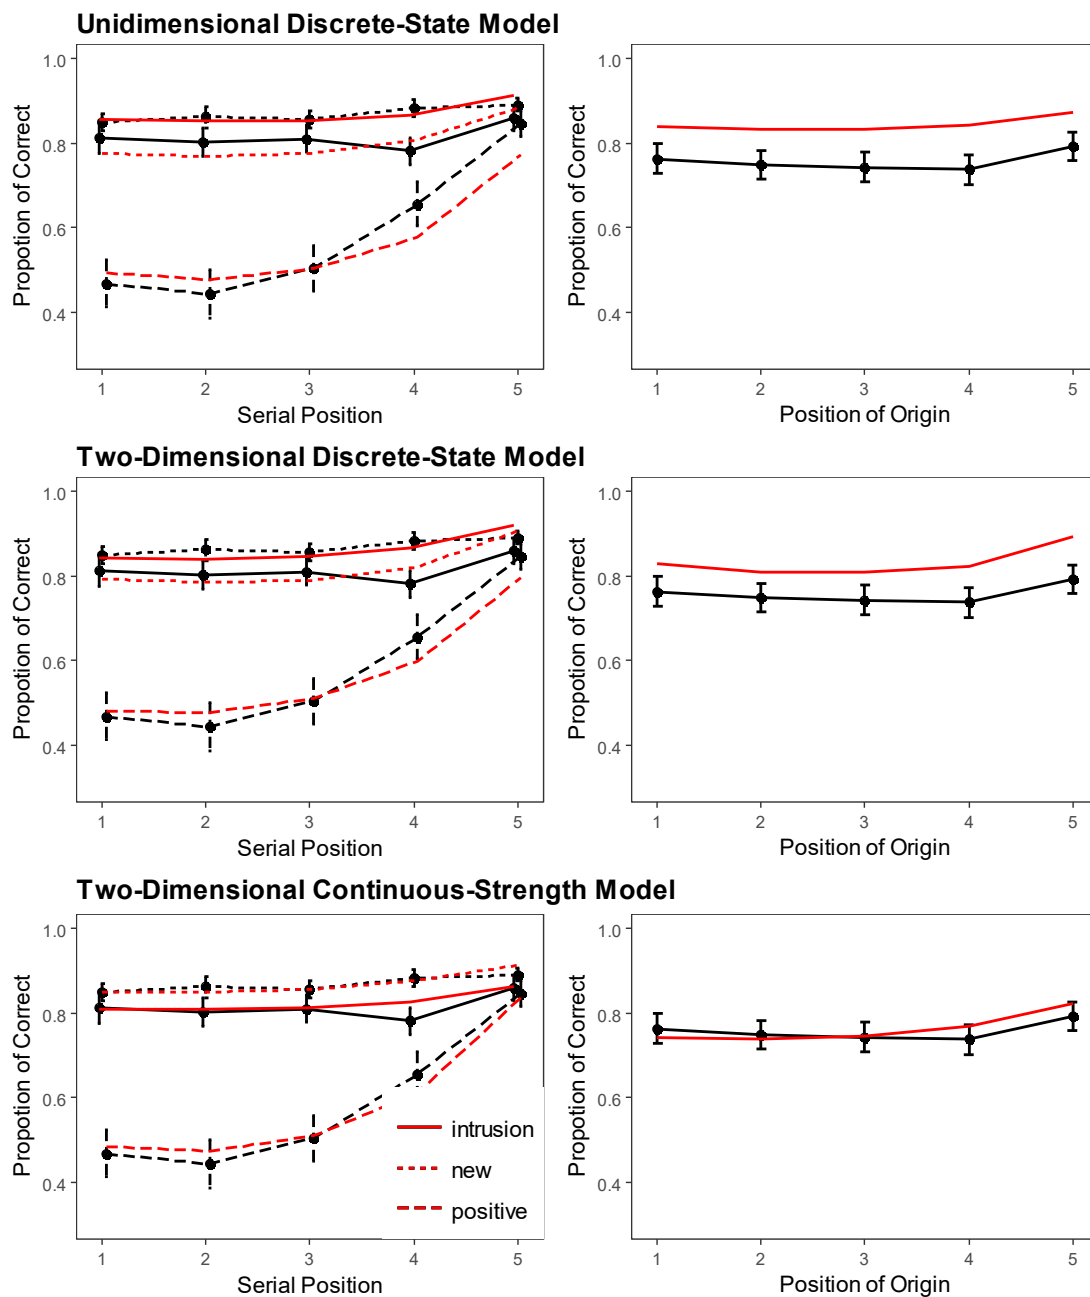 Unidimensional Discrete-State Model
Propotion of Correct
1.0
0.8
0.6
0.4
1 2 3 4 5
Serial Position
Propotion of Correct
1.0
0.8
0.6
0.4
1 2 3 4 5
Position of Origin
Two-Dimensional Discrete-State Model
Propotion of Correct
1.0
0.8
0.6
0.4
1 2 3 4 5
Serial Position
Propotion of Correct
1.0
0.8
0.6
0.4
1 2 3 4 5
Position of Origin
Two-Dimensional Continuous-Strength Model
Propotion of Correct
1.0
0.8
0.6
0.4
intrusion
new
positive
1 2 3 4 5
Serial Position
Propotion of Correct
1.0
0.8
0.6
0.4
1 2 3 4 5
Position of Origin